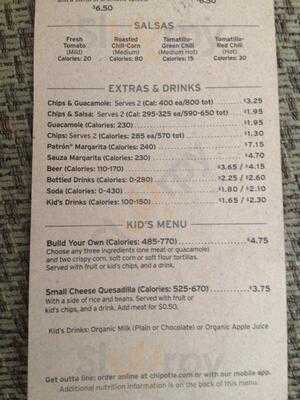 $6.50
6.50
SALSAS
Fresh Tomato (Mild) Calories: 20
Roasted Chili-Corn (Medium) Calories: 80
Tomatillo-Green Chili (Medium Hot) Calories: 15
Tomatillo-Red Chili (Hot) Calories: 30
EXTRAS & DRINKS
Chips & Guacamole: Serves 2 (Cal: 400 ea/800 tot) $3.25
Chips & Salsa: Serves 2 (Cal: 295-325 ea/590-650 tot) $1.95
Guacamole (Calories: 230) $1.95
Chips: Serves 2 (Calories: 285 ea/570 tot) $1.30
Patrón® Margarita (Calories: 240) $7.15
Sauza Margarita (Calories: 230) $4.70
Beer (Calories: 110-170) $3.65 / $4.15
Bottled Drinks (Calories: 0-280) $2.25 / $2.60
Soda (Calories: 0-430) $1.80 / $2.10
Kid's Drinks (Calories: 100-150) $1.65 / $2.30
KID'S MENU
Build Your Own (Calories: 485-770) $4.75
Choose any three ingredients (one meat or guacamole)
and two crispy corn, soft corn or soft flour tortillas.
Served with fruit or kid's chips, and a drink.
Small Cheese Quesadilla (Calories: 525-670) $3.75
With a side of rice and beans. Served with fruit or
kid's chips, and a drink. Add meat for $0.50.
Kid's Drinks: Organic Milk (Plain or Chocolate) or Organic Apple Juice
Get outta line: order online at chipotle.com or with our mobile app.
Additional nutrition information is on the back of this menu.